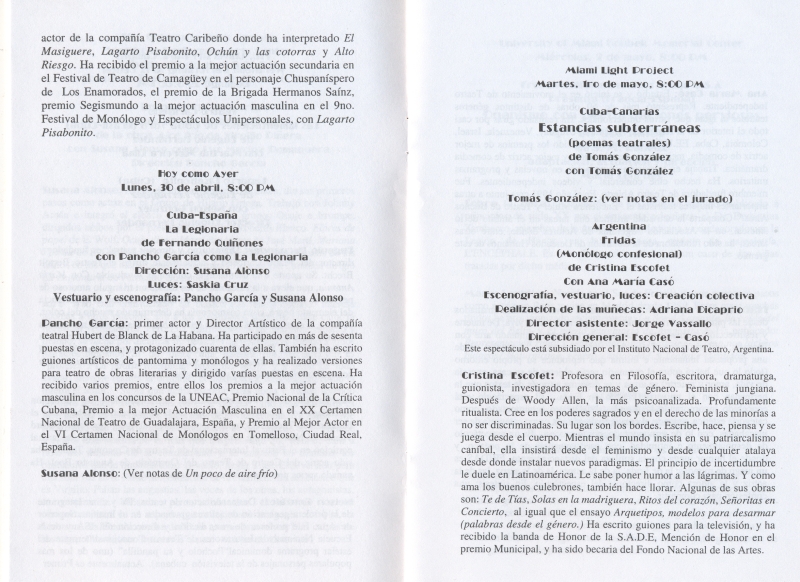 actor de la compañía Teatro Caribeño donde ha interpretado El
Masiguere, Lagarto Pisabonito, Ochún y las cotorras y Alto
Riesgo. Ha recibido el premio a la mejor actuación secundaria en
el Festival de Teatro de Camagüey en el personaje Chuspaníspero
de Los Enamorados, el premio de la Brigada Hermanos Saínz,
premio Segismundo a la mejor actuación masculina en el 9no.
Festival de Monólogo y Espectáculos Unipersonales, con Lagarto
Pisabonito.
Hoy como Ayer
Lunes, 30 de abril, 8:00 PM
Cuba-España
La Legionaria
de Fernando Quiñones
con Pancho García como La Legionaria
Dirección: Susana Alonso
Luces: Saskia Cruz
Vestuario y escenografía: Pancho García y Susana Alonso
Pancho García: primer actor y Director Artístico de la compañía
teatral Hubert de Blanck de La Habana. Ha participado en más de sesenta
puestas en escena, y protagonizado cuarenta de ellas. También ha escrito
guiones artísticos de pantomima y monólogos y ha realizado versiones
para teatro de obras literarias y dirigido varías puestas en escena. Ha
recibido varios premios, entre ellos los premios a la mejor actuación
masculina en los concursos de la UNEAC, Premio Nacional de la Crítica
Cubana, Premio a la mejor Actuación Masculina en el XX Certamen
Nacional de Teatro de Guadalajara, España, y Premio al Mejor Actor en
el VI Certamen Nacional de Monólogos en Tomelloso, Ciudad Real,
España.
Susana Alonso: (Ver notas de Un poco de aire frío)
Miami Light Project
Martes, 1ro de mayo, 8:00 PM
Cuba-Canarias
Estancias subterráneas
(poemas teatrales)
de Tomás González
con Tomás González
Tomás González: (ver notas en el jurado)
Argentina
Fridas
(Monólogo confesional)
de Cristina Escofet
Con Ana María Casó
Escenografía, vestuario, luces: Creación colectiva
Realización de las muñecas: Adriana Dicaprio
Director asistente: Jorge Vassallo
Dirección general: Escofet - Casó
Este espectáculo está subsidiado por el Instituto Nacional de Teatro, Argentina.
Cristina Escofet: Profesora en Filosofía, escritora, dramaturga,
guionista, investigadora en temas de género. Feminista jungiana.
Después de Woody Allen, la más psicoanalizada. Profundamente
ritualista. Cree en los poderes sagrados y en el derecho de las minorías a
no ser discriminadas. Su lugar son los bordes. Escribe, hace, piensa y se
juega desde el cuerpo. Mientras el mundo insista en su patriarcalismo
caníbal, ella insistirá desde el feminismo y desde cualquier atalaya
desde donde instalar nuevos paradigmas. El principio de incertidumbre
le duele en Latinoamérica. Le sabe poner humor a las lágrimas. Y como
ama los buenos culebrones, también hace llorar. Algunas de sus obras
son: Te de Tías, Solas en la madriguera, Ritos del corazón, Señoritas en
Concierto, al igual que el ensayo Arquetipos, modelos para desarmar
(palabras desde el género.) Ha escrito guiones para la televisión, y ha
recibido la banda de Honor de la S.A.D.E, Mención de Honor en el
premio Municipal, y ha sido becaria del Fondo Nacional de las Artes.